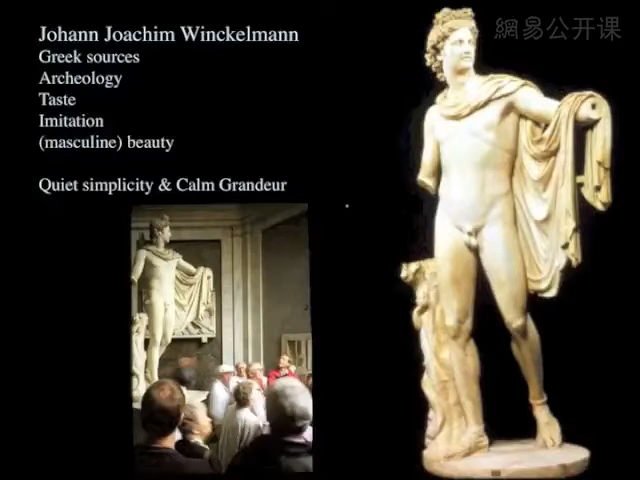 Johann Joachim Winckelmann
網易公开课
Greek sources
Archeology
Taste
Imitation
(masculine) beauty
Quiet simplicity & Calm Grandeur